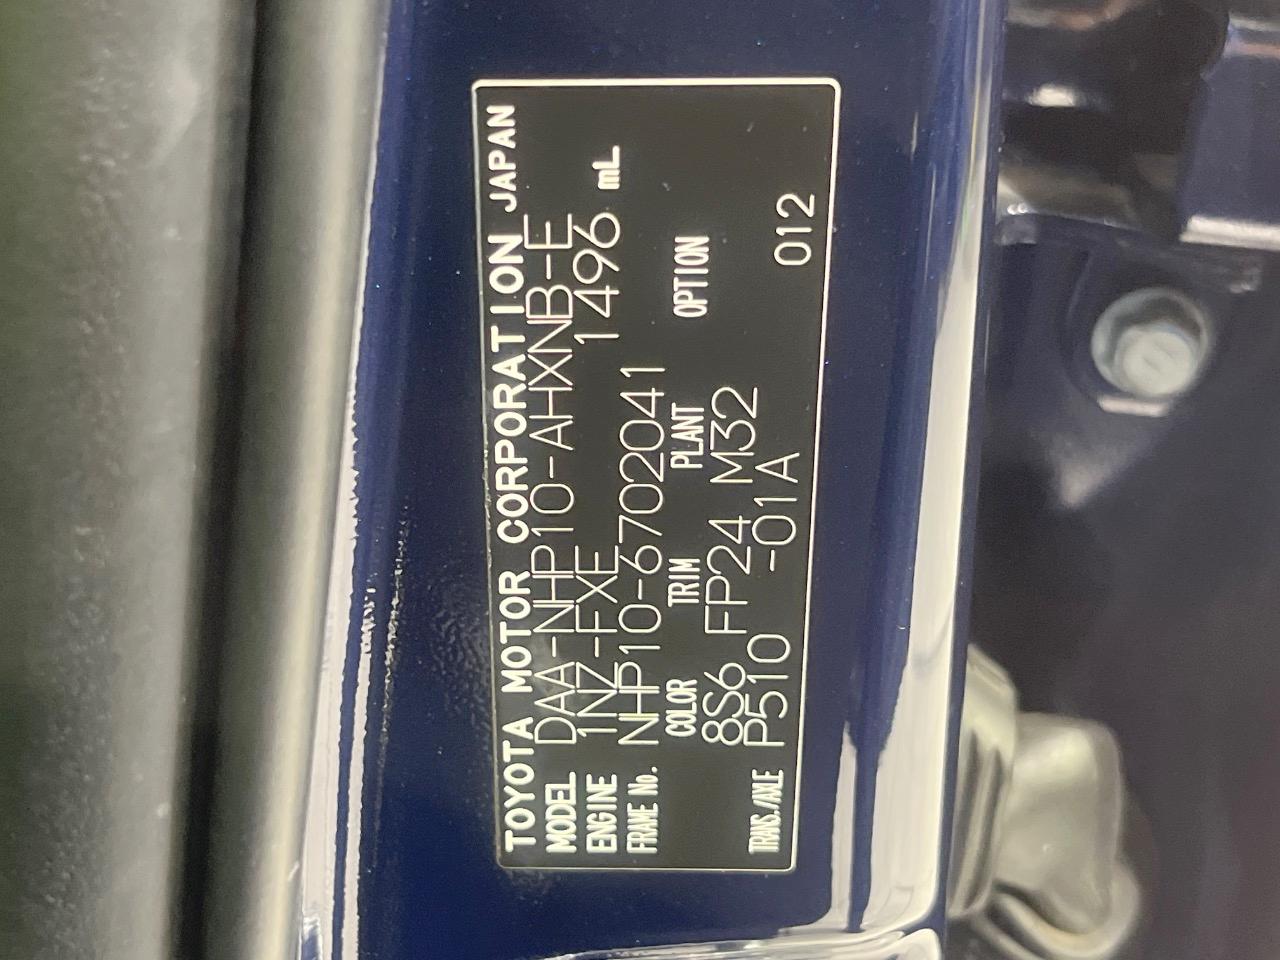 TOYOTA MOTOR CORPORATION JAPAN
MODEL DAA-NHP10-AHXNB-E
ENGINE 1NZ-FXE 1496 mL
FRAME No. NHP10-6702041
COLOR TRIM PLANT OPTION
8S6 FP24 M32
TRANS./AXLE P510 -01A 012